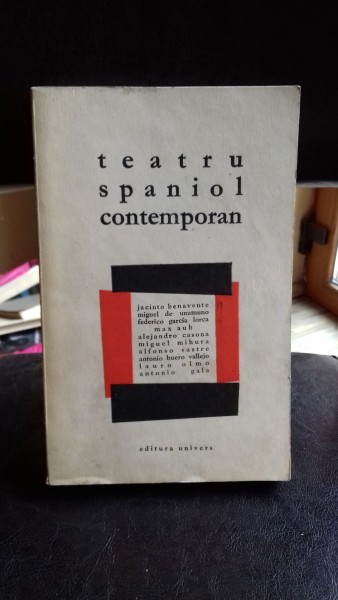 teatru
spaniol
contemporan
jacinto benavente
miguel de unamuno
federico garcía lorca
max aub
alejandro casona
miguel mihura
alfonso sastre
antonio buero vallejo
lauro olmo
antonio gala
editura univers